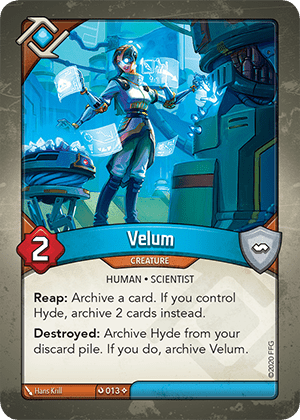 2
Velum
CREATURE
HUMAN • SCIENTIST
Reap: Archive a card. If you control
Hyde, archive 2 cards instead.
Destroyed: Archive Hyde from your
discard pile. If you do, archive Velum.
Hans Krill
013
©2020 FFG